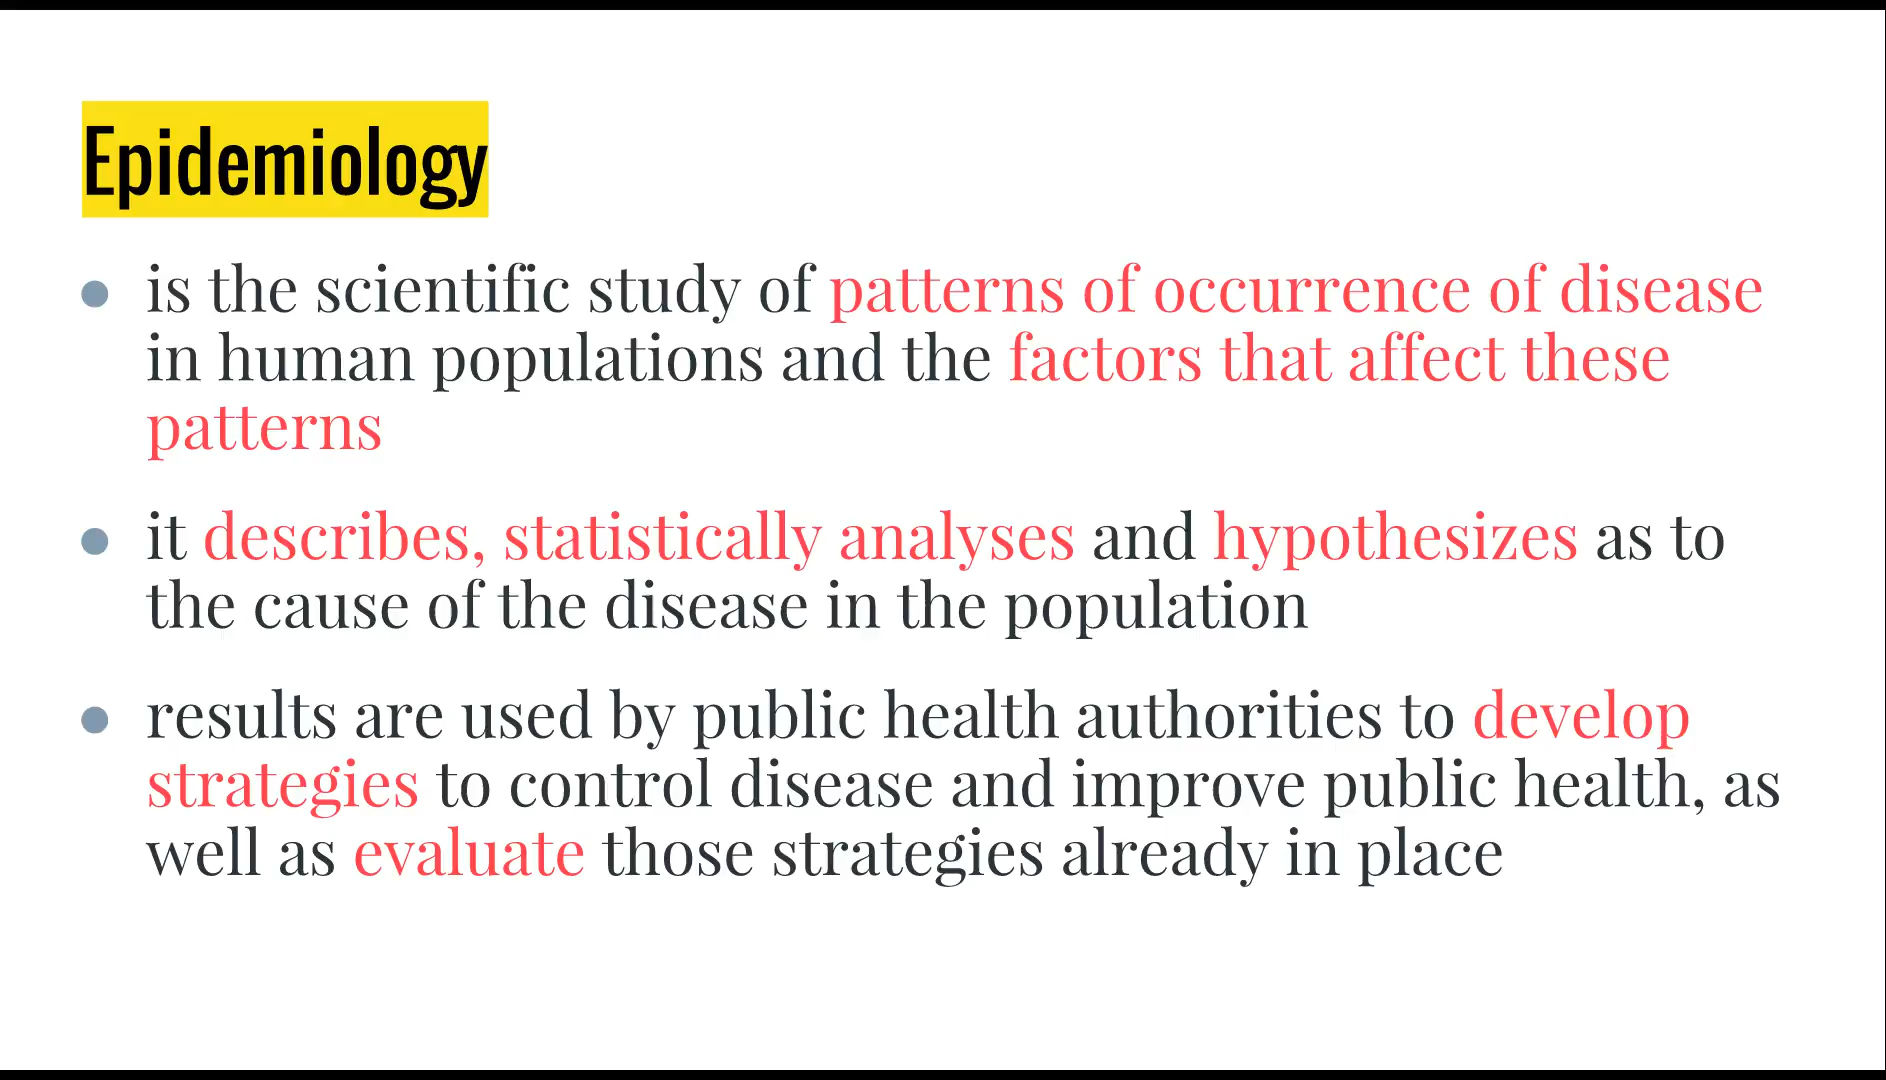 Epidemiology
is the scientific study of patterns of occurrence of disease
in human populations and the factors that affect these
patterns
it describes, statistically analyses and hypothesizes as to
the cause of the disease in the population
results are used by public health authorities to develop
strategies to control disease and improve public health, as
well as evaluate those strategies already in place